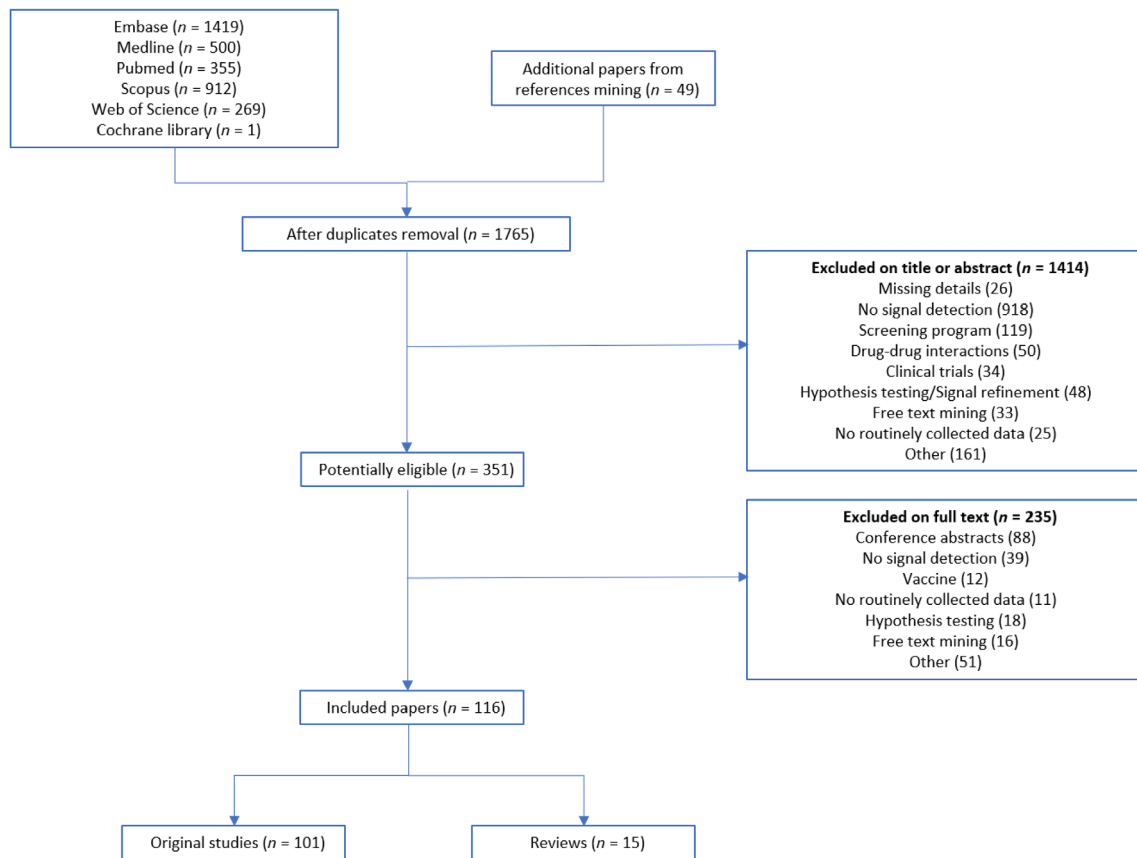 Embase (n = 1419)
Medline (n = 500)
Pubmed (n = 355)
Scopus (n = 912)
Web of Science (n = 269)
Cochrane library (n = 1)
Additional papers from
references mining (n = 49)
After duplicates removal (n = 1765)
Excluded on title or abstract (n = 1414)
Missing details (26)
No signal detection (918)
Screening program (119)
Drug-drug interactions (50)
Clinical trials (34)
Hypothesis testing/Signal refinement (48)
Free text mining (33)
No routinely collected data (25)
Other (161)
Potentially eligible (n = 351)
Excluded on full text (n = 235)
Conference abstracts (88)
No signal detection (39)
Vaccine (12)
No routinely collected data (11)
Hypothesis testing (18)
Free text mining (16)
Other (51)
Included papers (n = 116)
Original studies (n = 101)
Reviews (n = 15)